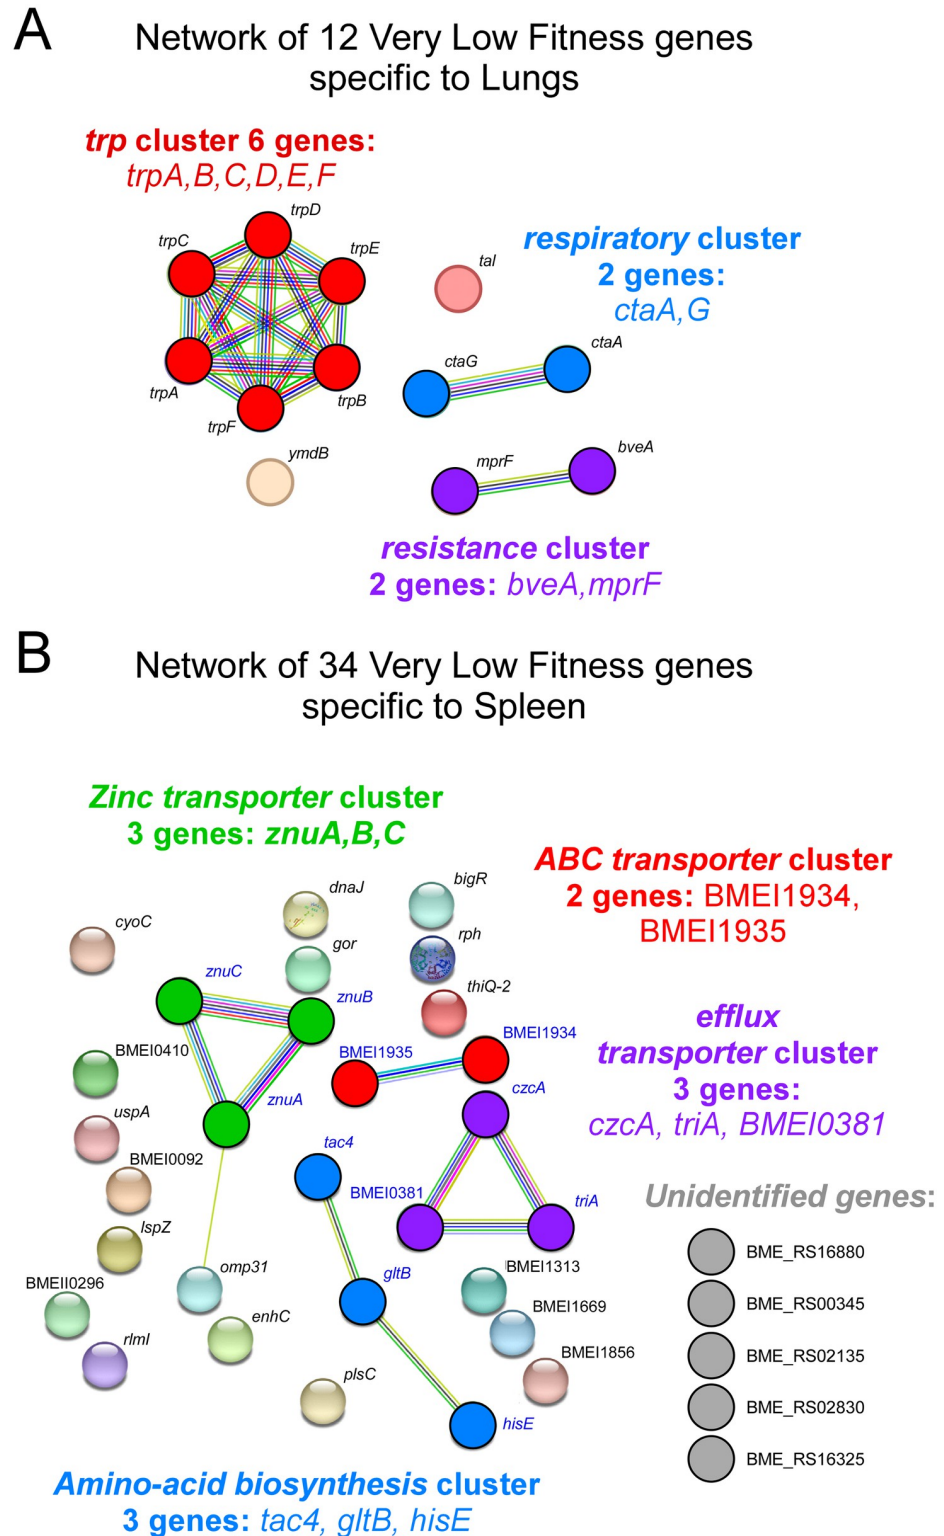 A
Network of 12 Very Low Fitness genes
specific to Lungs
trp cluster 6 genes:
trpA,B,C,D,E,F
trpD
trpC
trpE
respiratory cluster
2 genes:
ctaA,G
tal
ctaA
ctaG
trpA
trpB
trpF
ymdB
mprF
bveA
resistance cluster
2 genes: bveA,mprF
B
Network of 34 Very Low Fitness genes
specific to Spleen
Zinc transporter cluster
3 genes: znuA,B,C
ABC transporter cluster
2 genes: BMEI1934,
BMEI1935
dnaJ
bigR
cyoC
gor
rph
znuC
znuB
thiQ-2
efflux
transporter cluster
3 genes:
czcA, triA, BMEI0381
BMEI1934
BMEI0410
BMEI1935
czcA
znuA
uspA
tac4
BMEI0092
BMEI0381
triA
Unidentified genes:
lspZ
omp31
gltB
BMEI1313
BME_RS16880
BMEII0296
enhC
BMEI1669
BME_RS00345
rlmI
BMEI1856
BME_RS02135
plsC
BME_RS02830
hisE
BME_RS16325
Amino-acid biosynthesis cluster
3 genes: tac4, gltB, hisE